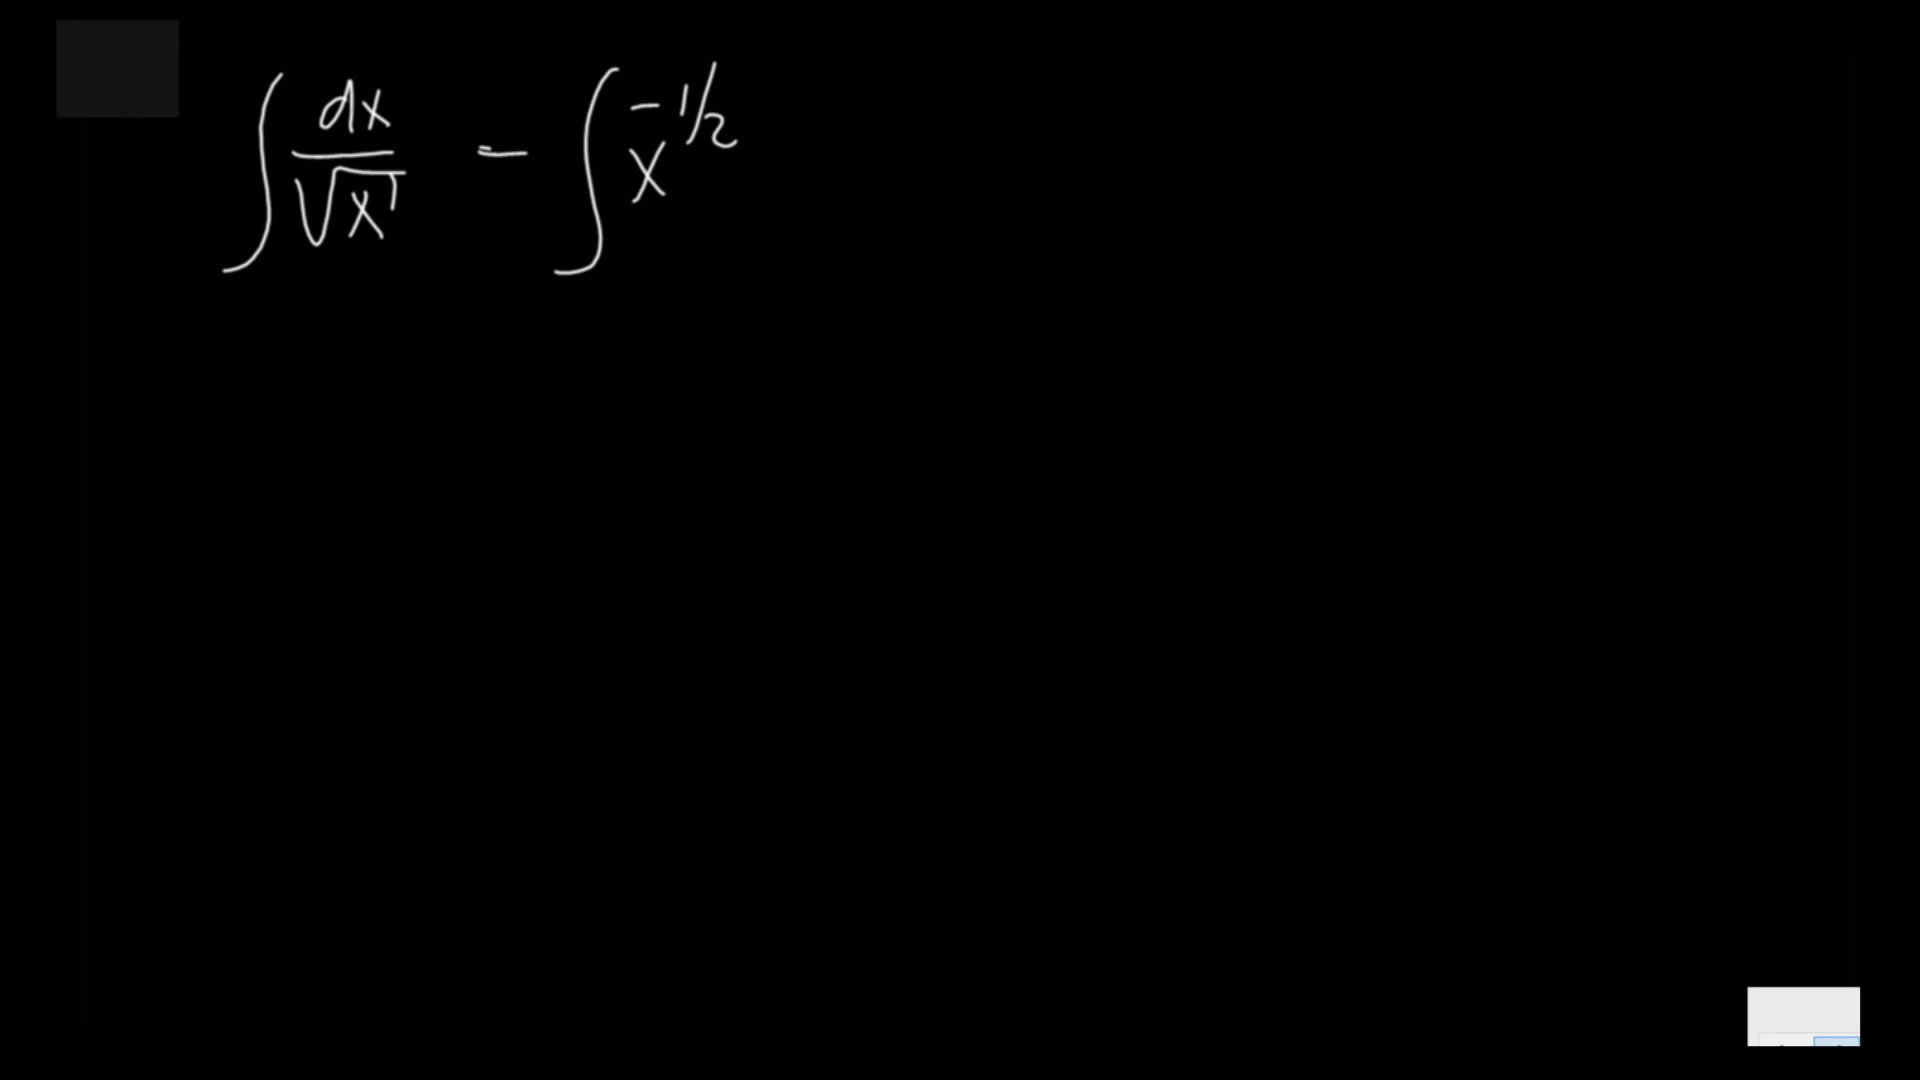 ∫ dx/√x = ∫ x^(-1/2)